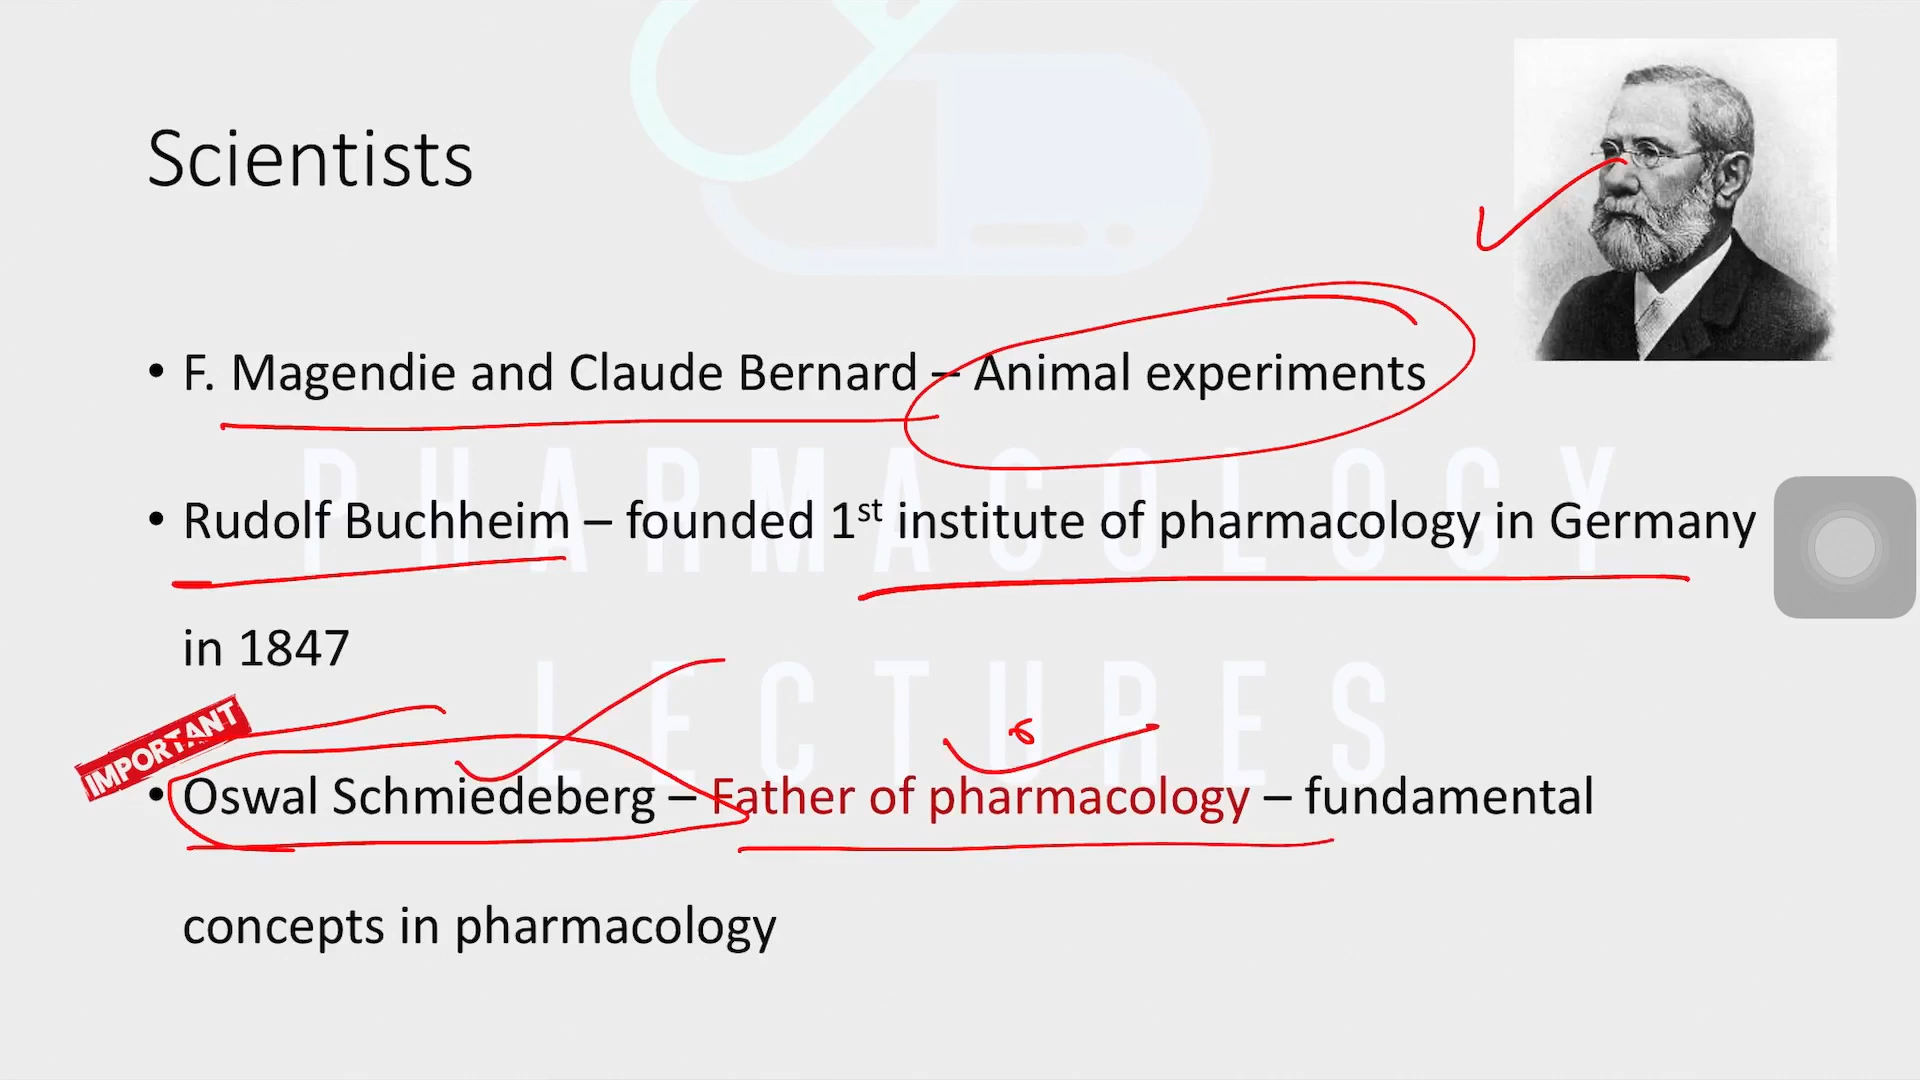 Scientists
• F. Magendie and Claude Bernard – Animal experiments
• Rudolf Buchheim – founded 1st institute of pharmacology in Germany
in 1847
IMPORTANT
• Oswal Schmiedeberg – Father of pharmacology – fundamental
concepts in pharmacology
PHARMACOLOGY
LECTURES